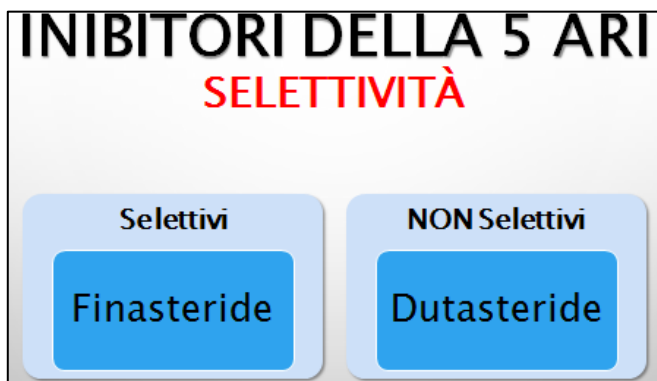 INIBITORI DELLA 5 ARI
SELETTIVITÀ
Selettivi
NON Selettivi
Finasteride
Dutasteride